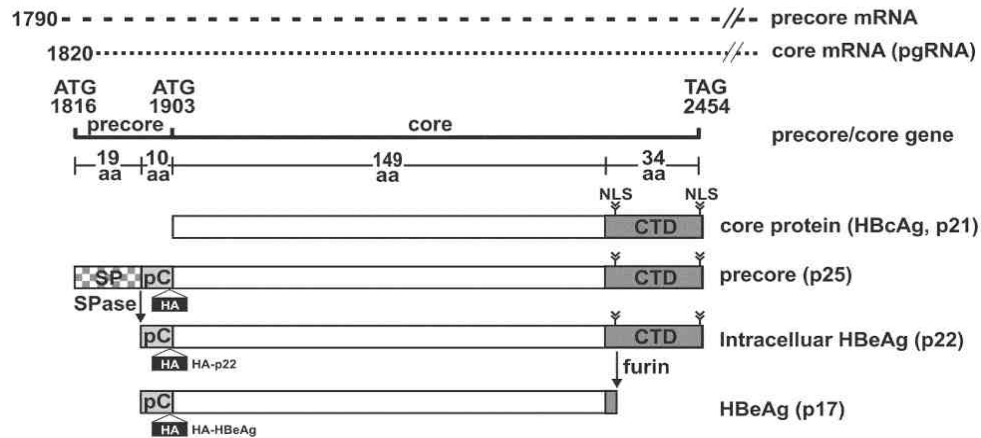 1790 precore mRNA
1820 core mRNA (pgRNA)
ATG ATG TAG
1816 1903 2454
precore core
precore/core gene
19 10 149 34
aa aa aa aa
NLS NLS
CTD core protein (HBcAg, p21)
SP pC CTD precore (p25)
SPase HA
pC CTD Intracelluar HBeAg (p22)
HA HA-p22
furin
pC HBeAg (p17)
HA HA-HBeAg